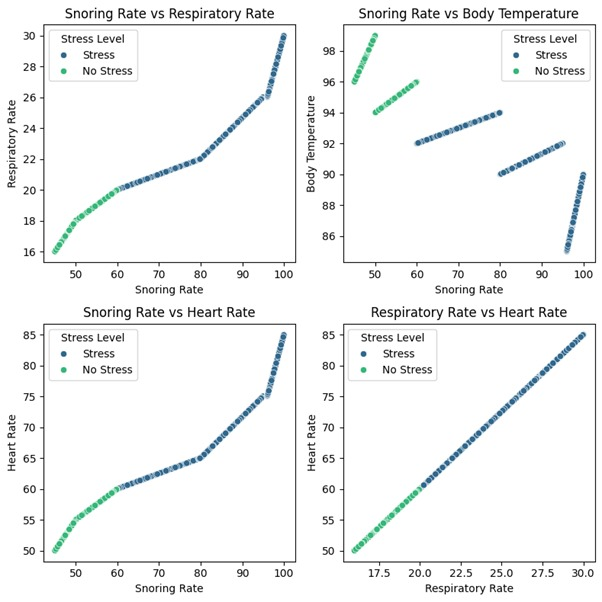 Snoring Rate vs Respiratory Rate
30
28
26
24
22
20
18
16
Respiratory Rate
Stress Level
Stress
No Stress
50 60 70 80 90 100
Snoring Rate
Snoring Rate vs Body Temperature
98
96
94
92
90
88
86
Body Temperature
Stress Level
Stress
No Stress
50 60 70 80 90 100
Snoring Rate
Snoring Rate vs Heart Rate
85
80
75
70
65
60
55
50
Heart Rate
Stress Level
Stress
No Stress
50 60 70 80 90 100
Snoring Rate
Respiratory Rate vs Heart Rate
85
80
75
70
65
60
55
50
Heart Rate
Stress Level
Stress
No Stress
17.5 20.0 22.5 25.0 27.5 30.0
Respiratory Rate